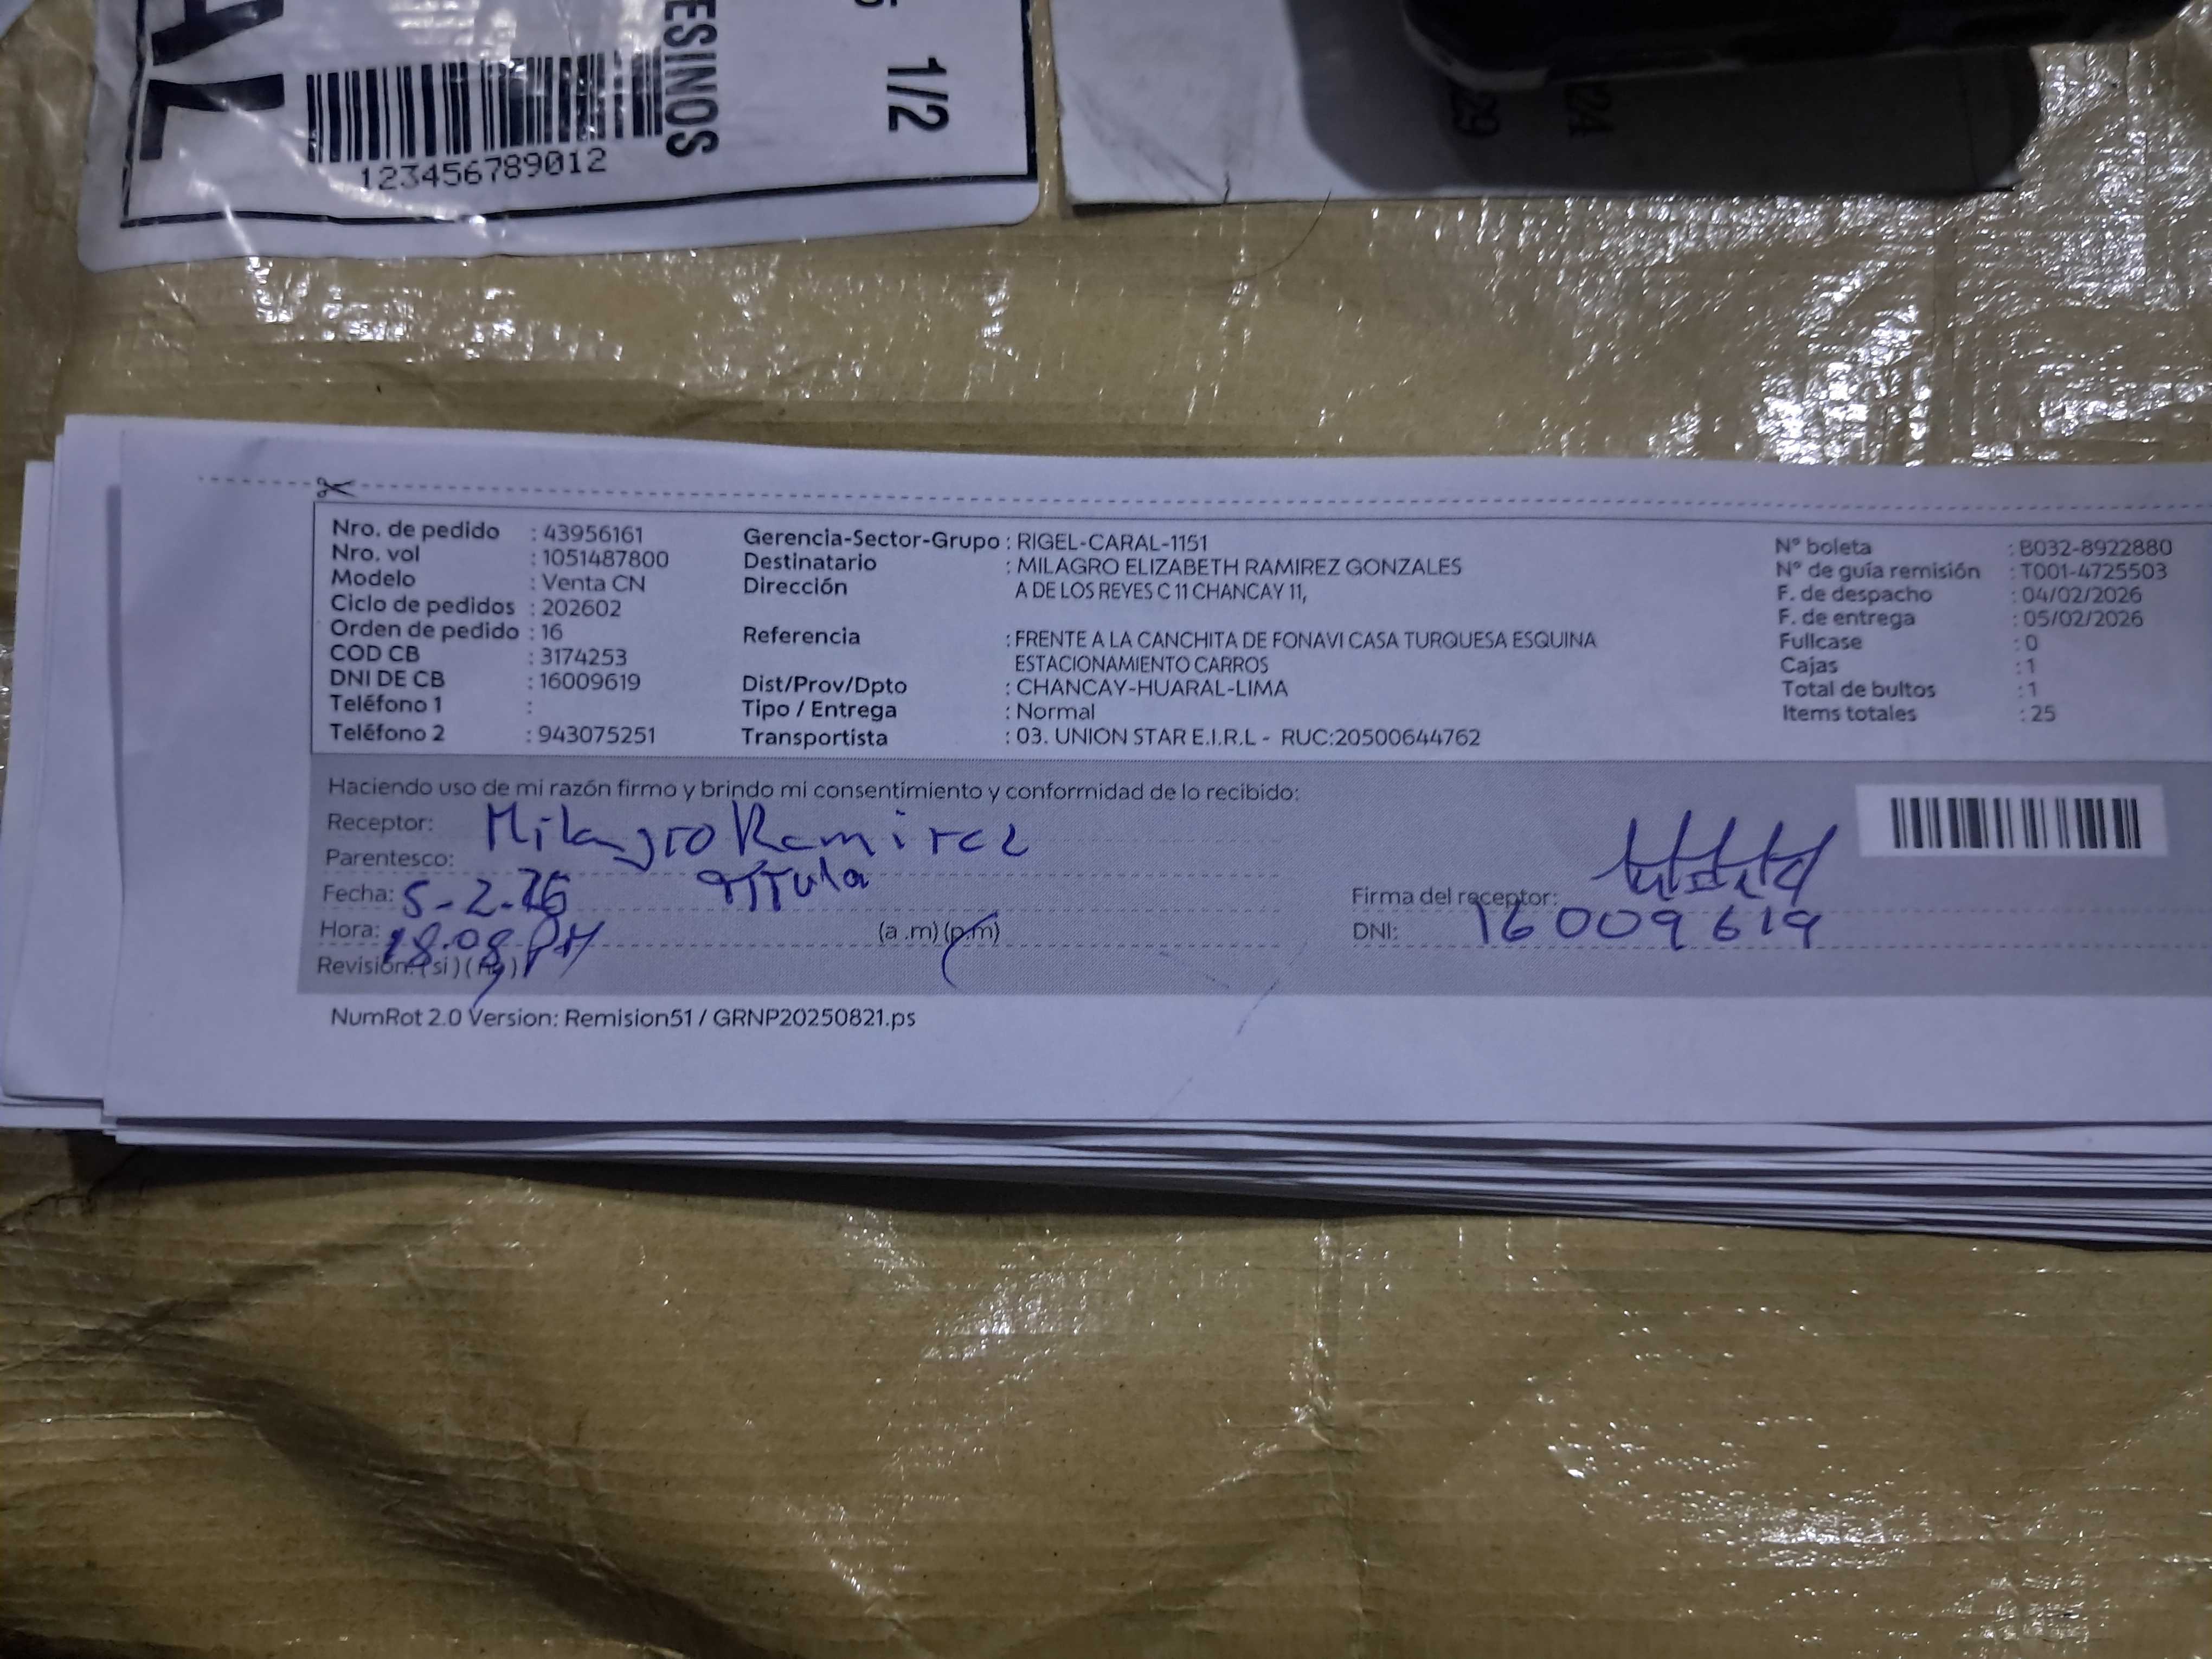 ESINOS
1/2
123456789012
29
224
Nro. de pedido : 43956161
Nro. vol : 1051487800
Modelo : Venta CN
Ciclo de pedidos : 202602
Orden de pedido : 16
COD CB : 3174253
DNI DE CB : 16009619
Teléfono 1 :
Teléfono 2 : 943075251
Gerencia-Sector-Grupo : RIGEL-CARAL-1151
Destinatario : MILAGRO ELIZABETH RAMIREZ GONZALES
Dirección A DE LOS REYES C 11 CHANCAY 11,
Referencia : FRENTE A LA CANCHITA DE FONAVI CASA TURQUESA ESQUINA
ESTACIONAMIENTO CARROS
Dist/Prov/Dpto : CHANCAY-HUARAL-LIMA
Tipo / Entrega : Normal
Transportista : 03. UNION STAR E.I.R.L - RUC:20500644762
N° boleta : B032-8922880
N° de guía remisión : T001-4725503
F. de despacho : 04/02/2026
F. de entrega : 05/02/2026
Fullcase : 0
Cajas : 1
Total de bultos : 1
Items totales : 25
Haciendo uso de mi razón firmo y brindo mi consentimiento y conformidad de lo recibido:
Receptor: Milagro Ramirez
Parentesco: Titula
Fecha: 5-2-26
Hora: 18:08 PM (a .m) (p.m)
Revisión: (si) (no)
Firma del receptor:
DNI: 16009619
NumRot 2.0 Version: Remision51 / GRNP20250821.ps